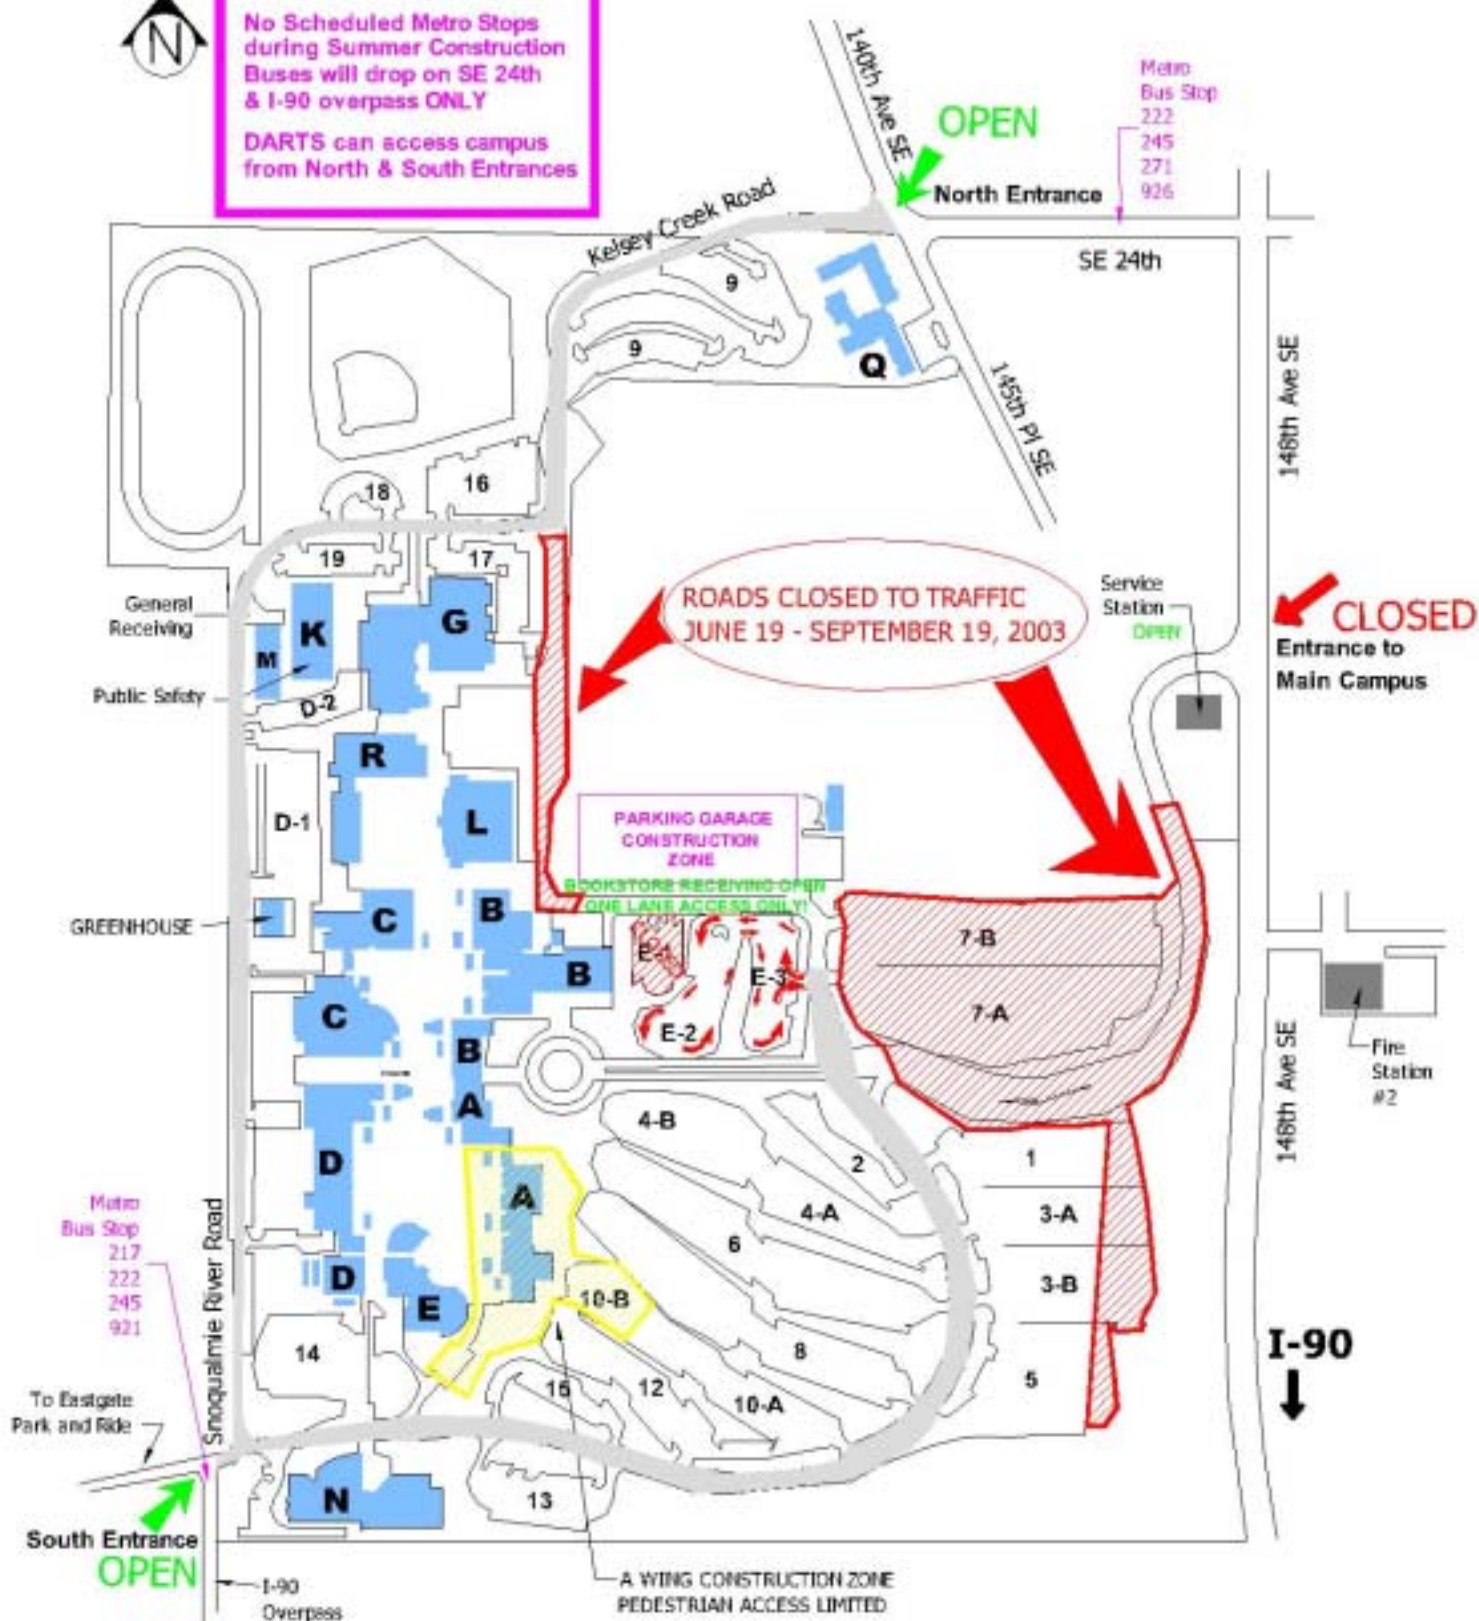 N
No Scheduled Metro Stops
during Summer Construction
Buses will drop on SE 24th
& I-90 overpass ONLY
DARTS can access campus
from North & South Entrances
140th Ave SE
OPEN
North Entrance
Metro
Bus Stop
222
245
271
926
SE 24th
Kelsey Creek Road
9
9
Q
145th Pl SE
148th Ave SE
16
18
19
17
General
Receiving
K
G
M
Public Safety
D-2
ROADS CLOSED TO TRAFFIC
JUNE 19 - SEPTEMBER 19, 2003
Service
Station
OPEN
CLOSED
Entrance to
Main Campus
R
D-1
L
PARKING GARAGE
CONSTRUCTION
ZONE
BOOKSTORE RECEIVING OPEN
ONE LANE ACCESS ONLY!
GREENHOUSE
C
B
B
E-1
E-3
E-2
7-B
7-A
C
B
A
Fire
Station
#2
148th Ave SE
4-B
2
4-A
6
1
3-A
3-B
5
D
A
D
E
10-B
8
10-A
12
15
14
13
N
Metro
Bus Stop
217
222
245
921
Snoqualmie River Road
To Eastgate
Park and Ride
South Entrance
OPEN
I-90
Overpass
A WING CONSTRUCTION ZONE
PEDESTRIAN ACCESS LIMITED
I-90